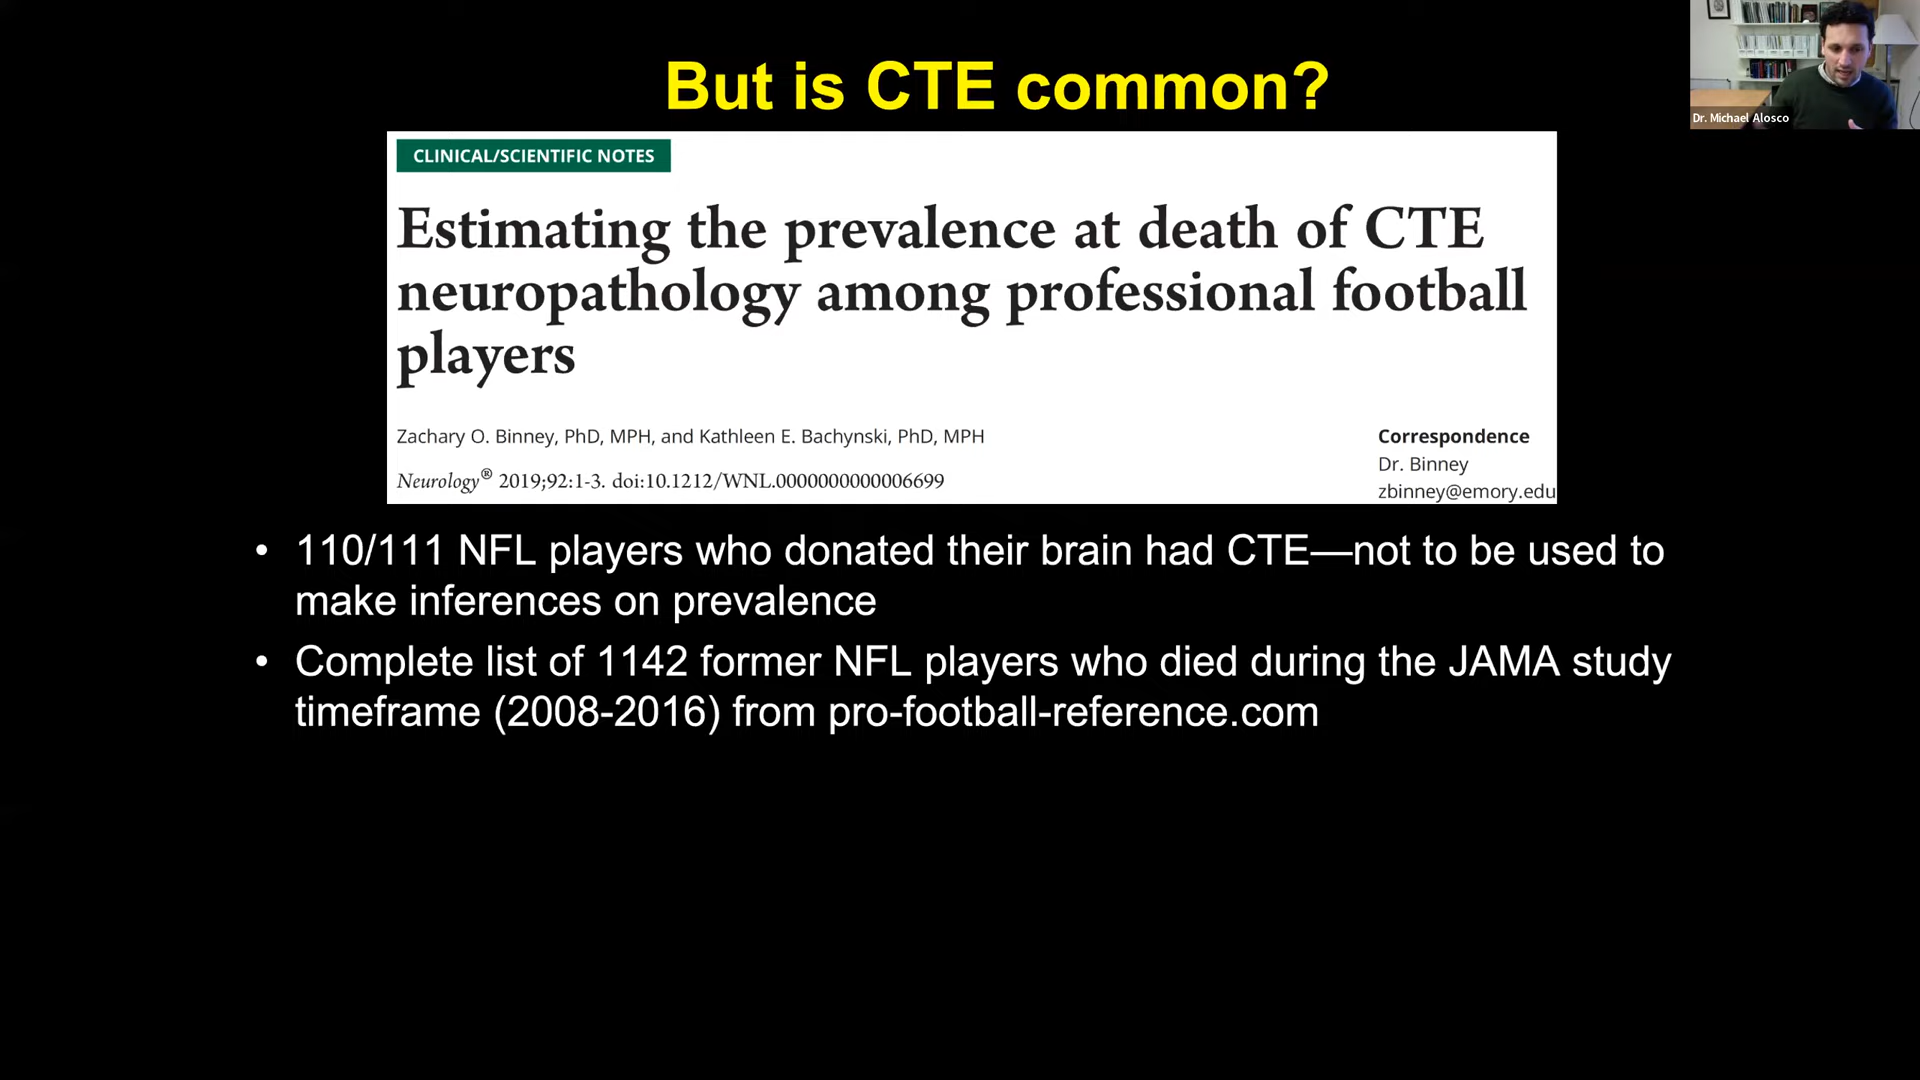 But is CTE common?
Dr. Michael Alosco
CLINICAL/SCIENTIFIC NOTES
Estimating the prevalence at death of CTE
neuropathology among professional football
players
Zachary O. Binney, PhD, MPH, and Kathleen E. Bachynski, PhD, MPH
Neurology® 2019;92:1-3. doi:10.1212/WNL.0000000000006699
Correspondence
Dr. Binney
zbinney@emory.edu
• 110/111 NFL players who donated their brain had CTE—not to be used to
make inferences on prevalence
• Complete list of 1142 former NFL players who died during the JAMA study
timeframe (2008-2016) from pro-football-reference.com